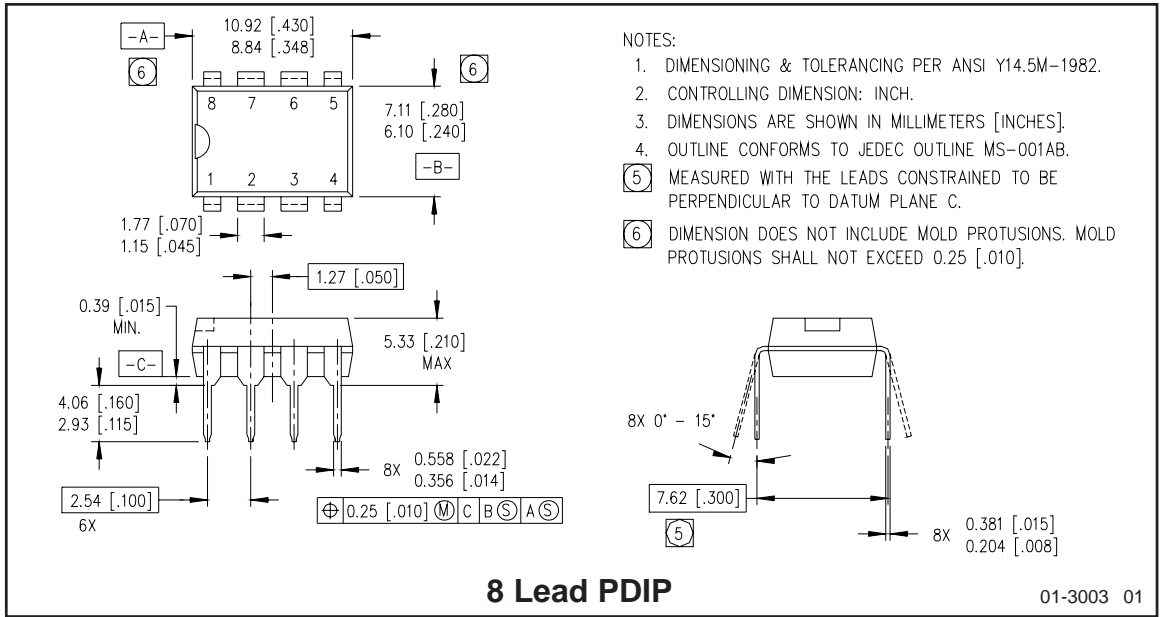 10.92 [.430]
8.84 [.348]
-A-
6
6
8 7 6 5
1 2 3 4
7.11 [.280]
6.10 [.240]
-B-
1.77 [.070]
1.15 [.045]
1.27 [.050]
0.39 [.015]
MIN.
-C-
5.33 [.210]
MAX
4.06 [.160]
2.93 [.115]
8X 0.558 [.022]
0.356 [.014]
2.54 [.100]
6X
⌖ 0.25 [.010] Ⓜ C B Ⓢ A Ⓢ
NOTES:
1. DIMENSIONING & TOLERANCING PER ANSI Y14.5M-1982.
2. CONTROLLING DIMENSION: INCH.
3. DIMENSIONS ARE SHOWN IN MILLIMETERS [INCHES].
4. OUTLINE CONFORMS TO JEDEC OUTLINE MS-001AB.
5 MEASURED WITH THE LEADS CONSTRAINED TO BE
PERPENDICULAR TO DATUM PLANE C.
6 DIMENSION DOES NOT INCLUDE MOLD PROTUSIONS. MOLD
PROTUSIONS SHALL NOT EXCEED 0.25 [.010].
8X 0° - 15°
7.62 [.300]
5
8X 0.381 [.015]
0.204 [.008]
8 Lead PDIP
01-3003 01